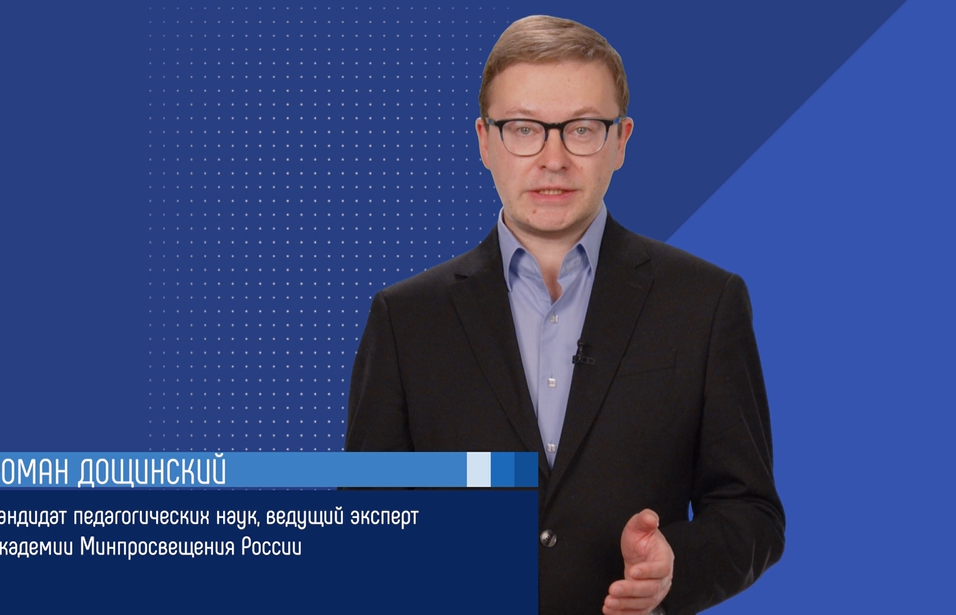 ОМАН ДОЩИНСКИЙ
андидат педагогических наук, ведущий эксперт
кадемии Минпросвещения России